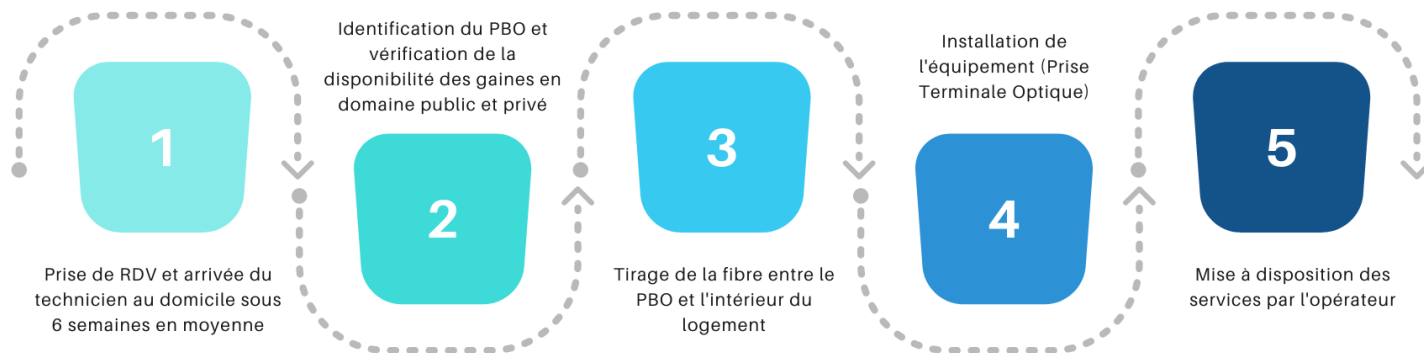 1
Prise de RDV et arrivée du
technicien au domicile sous
6 semaines en moyenne
Identification du PBO et
vérification de la
disponibilité des gaines en
domaine public et privé
2
3
Tirage de la fibre entre le
PBO et l'intérieur du
logement
Installation de
l'équipement (Prise
Terminale Optique)
4
5
Mise à disposition des
services par l'opérateur